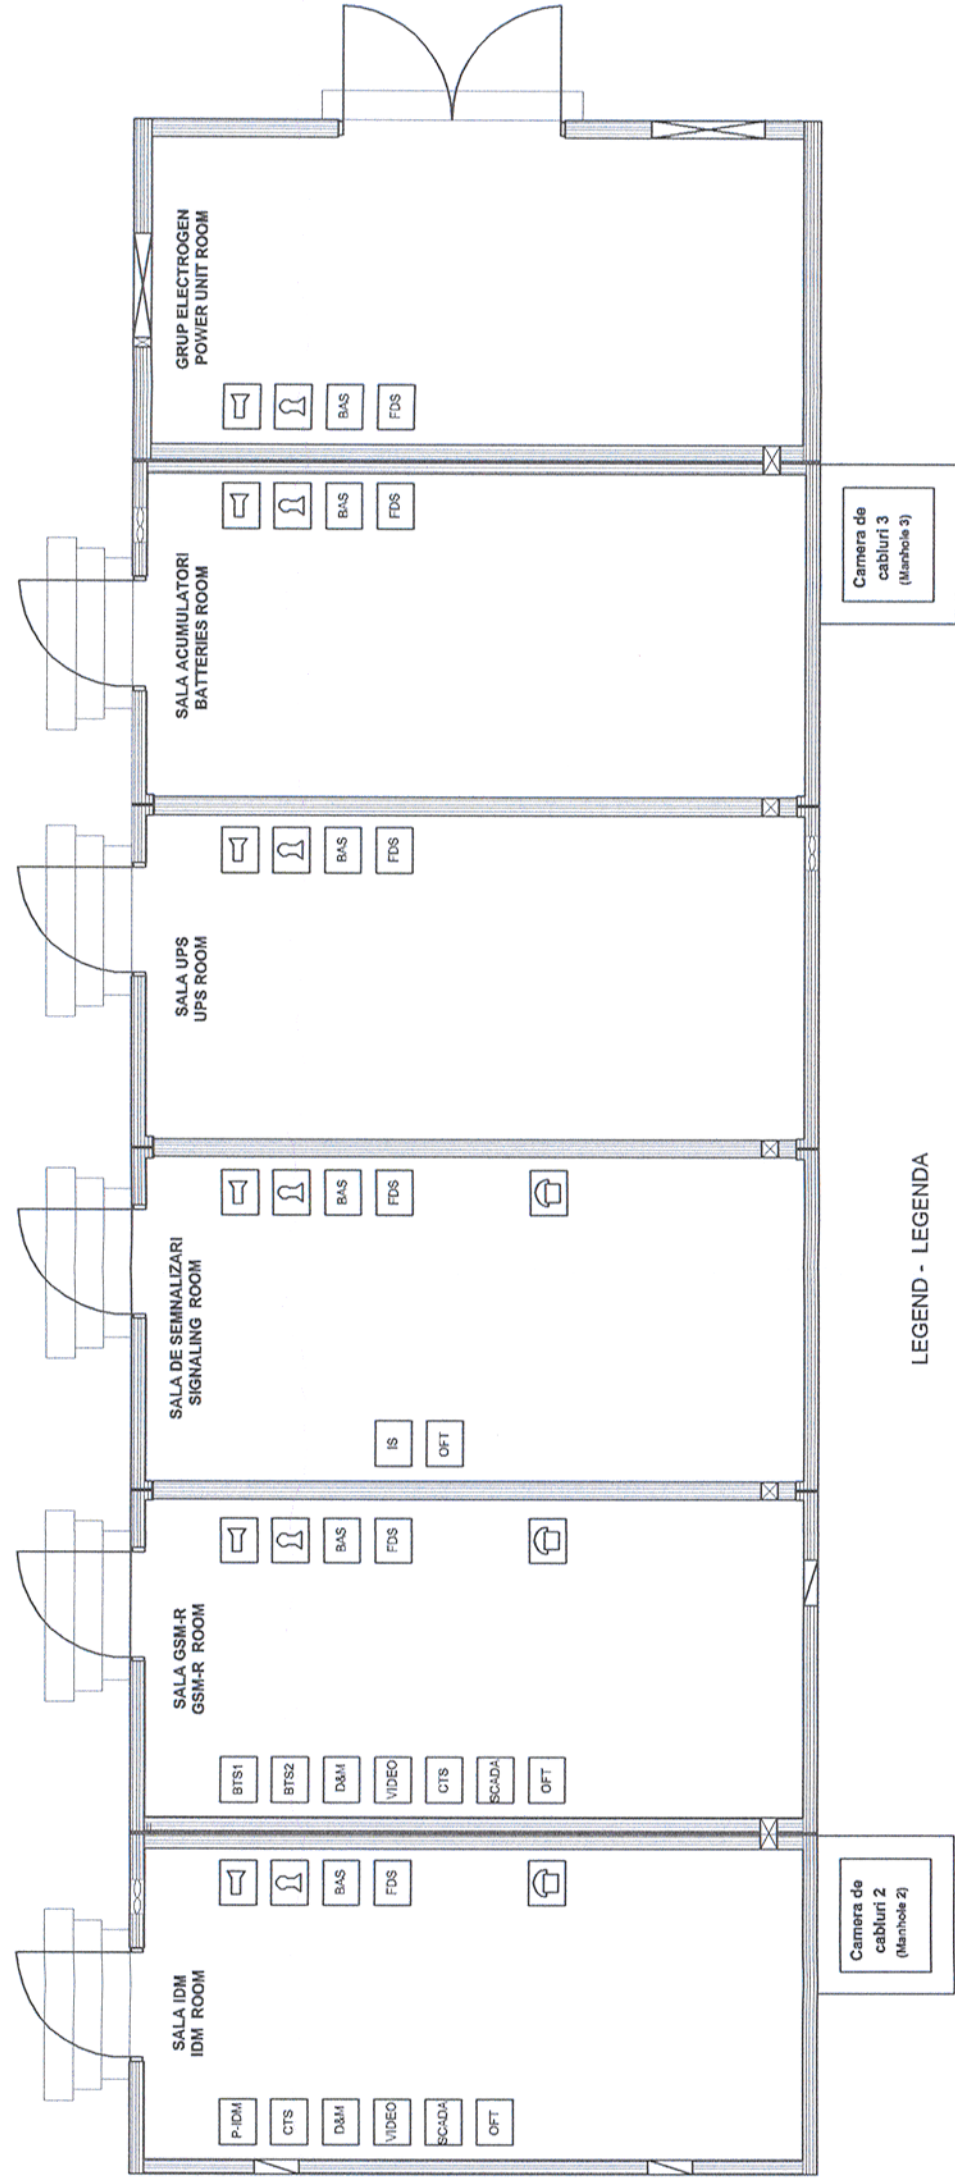 SALA IDM
IDM ROOM
P-IDM
CTS
D&M
VIDEO
SCADA
OFT
BAS
FDS
SALA GSM-R
GSM-R ROOM
BTS1
BTS2
D&M
VIDEO
CTS
SCADA
OFT
BAS
FDS
SALA DE SEMNALIZARI
SIGNALING ROOM
IS
OFT
BAS
FDS
SALA UPS
UPS ROOM
BAS
FDS
SALA ACUMULATORI
BATTERIES ROOM
BAS
FDS
GRUP ELECTROGEN
POWER UNIT ROOM
BAS
FDS
Camera de
cabluri 2
(Manhole 2)
Camera de
cabluri 3
(Manhole 3)
LEGEND - LEGENDA